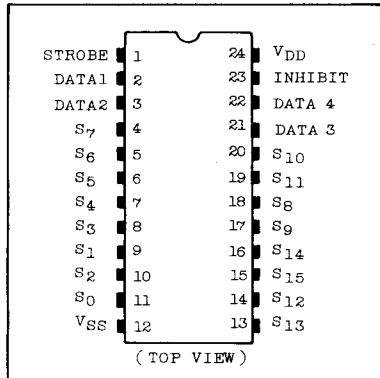 STROBE 1 24 VDD
DATA1 2 23 INHIBIT
DATA2 3 22 DATA 4
S7 4 21 DATA 3
S6 5 20 S10
S5 6 19 S11
S4 7 18 S8
S3 8 17 S9
S1 9 16 S14
S2 10 15 S15
S0 11 14 S12
VSS 12 13 S13
(TOP VIEW)